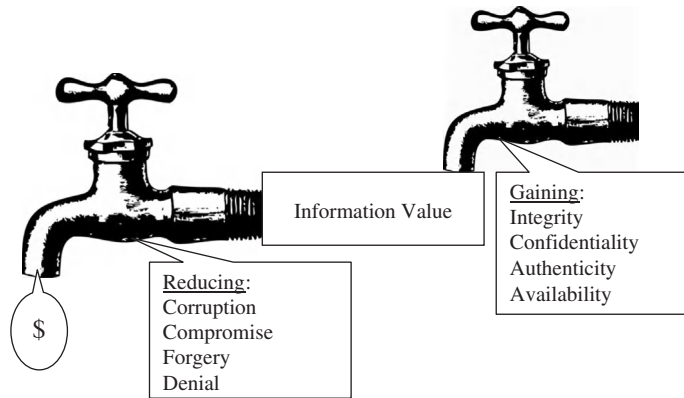 Information Value
Gaining:
Integrity
Confidentiality
Authenticity
Availability
Reducing:
Corruption
Compromise
Forgery
Denial
$